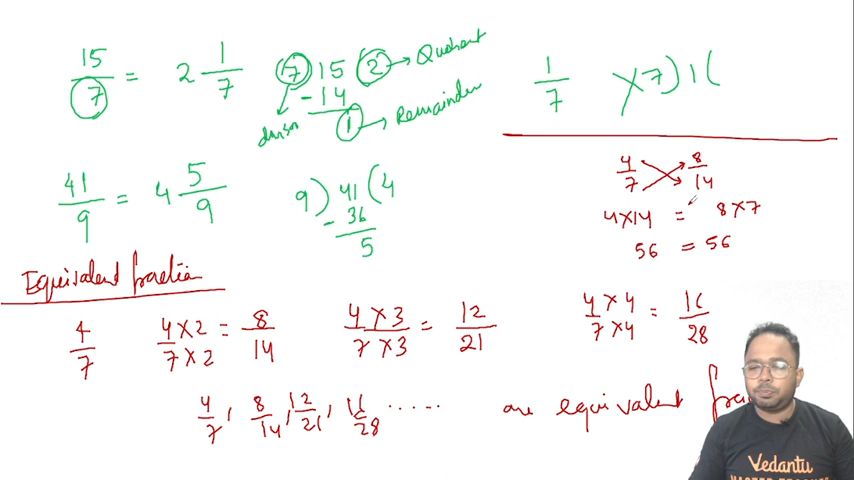 15/7 = 2 1/7
7 15 2 → Quotient
- 14
1 → Remainder
divisor
1/7 7)1(
41/9 = 4 5/9
9)41(4
- 36
5
4/7 8/14
4×14 = 8×7
56 = 56
Equivalent fraction
4/7 4×2/7×2 = 8/14 4×3/7×3 = 12/21 4×4/7×4 = 16/28
4/7, 8/14, 12/21, 16/28 ...... are equivalent
Vedantu